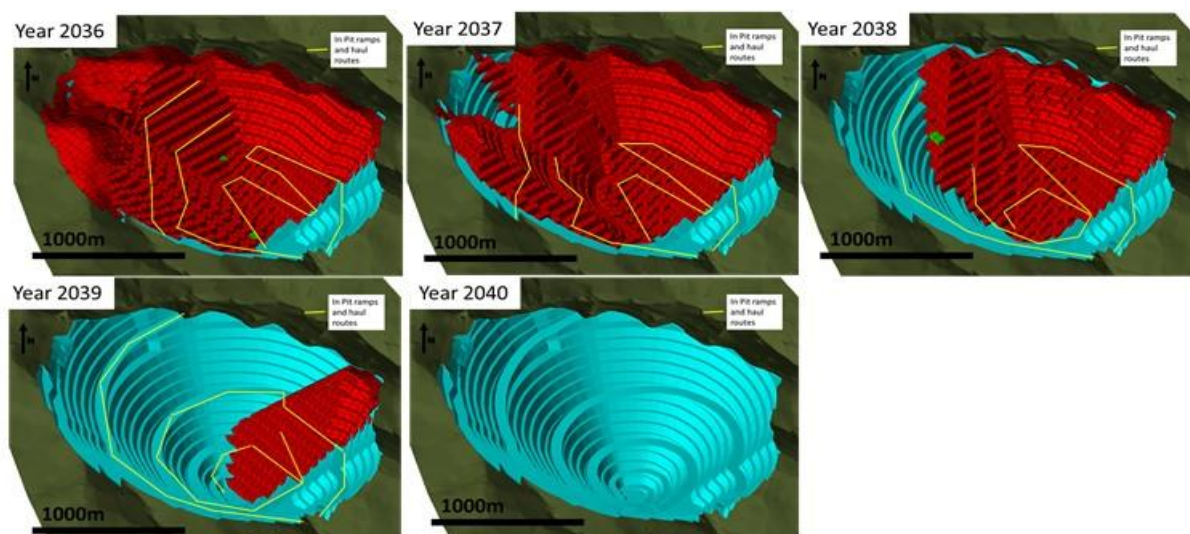 Year 2036
In Pit ramps
and haul
routes
N
1000m
Year 2037
In Pit ramps
and haul
routes
N
1000m
Year 2038
In Pit ramps
and haul
routes
N
1000m
Year 2039
In Pit ramps
and haul
routes
N
1000m
Year 2040
In Pit ramps
and haul
routes
N
1000m